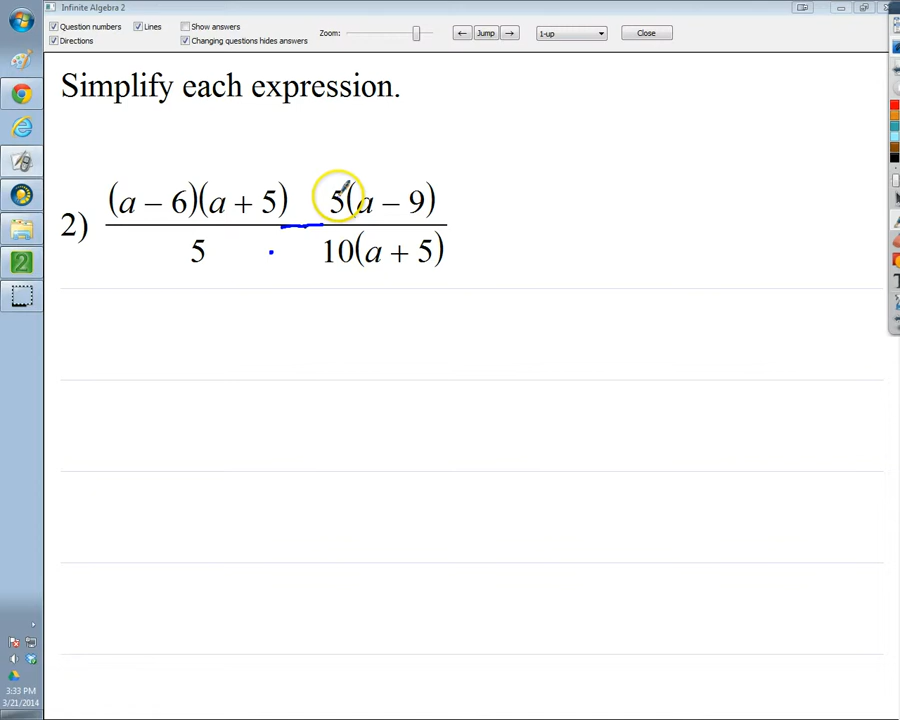 Infinite Algebra 2
Question numbers Lines Show answers Zoom: ← Jump → 1-up Close
Directions Changing questions hides answers
Simplify each expression.
2) (a − 6)(a + 5) / 5 · 5(a − 9) / 10(a + 5)
2
3:33 PM
3/21/2014